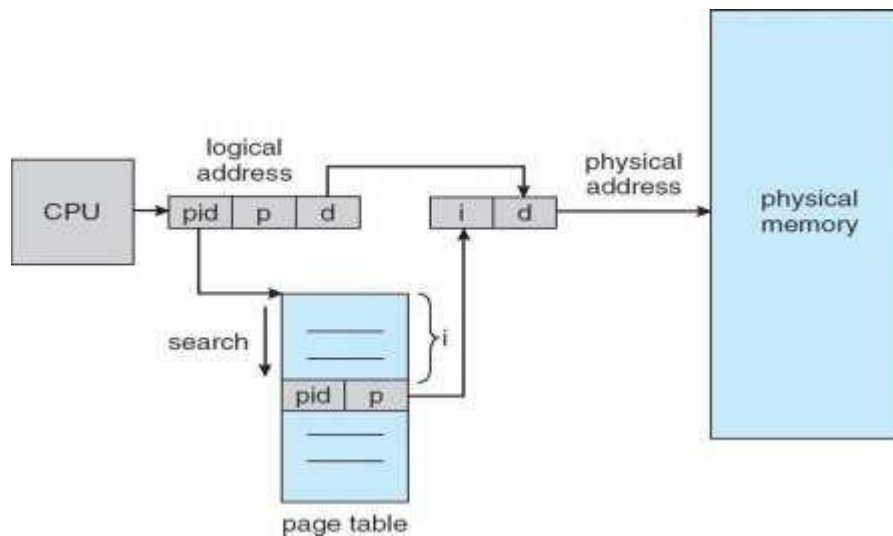 logical
address
physical
address
CPU
pid p d
i d
physical
memory
search
i
pid p
page table